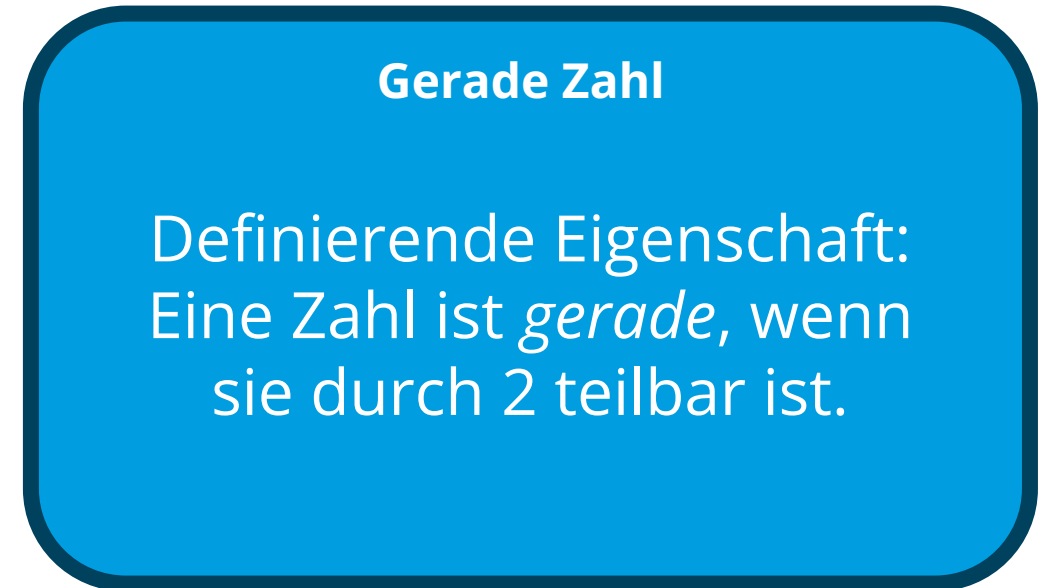 Gerade Zahl
Definierende Eigenschaft:
Eine Zahl ist gerade, wenn
sie durch 2 teilbar ist.